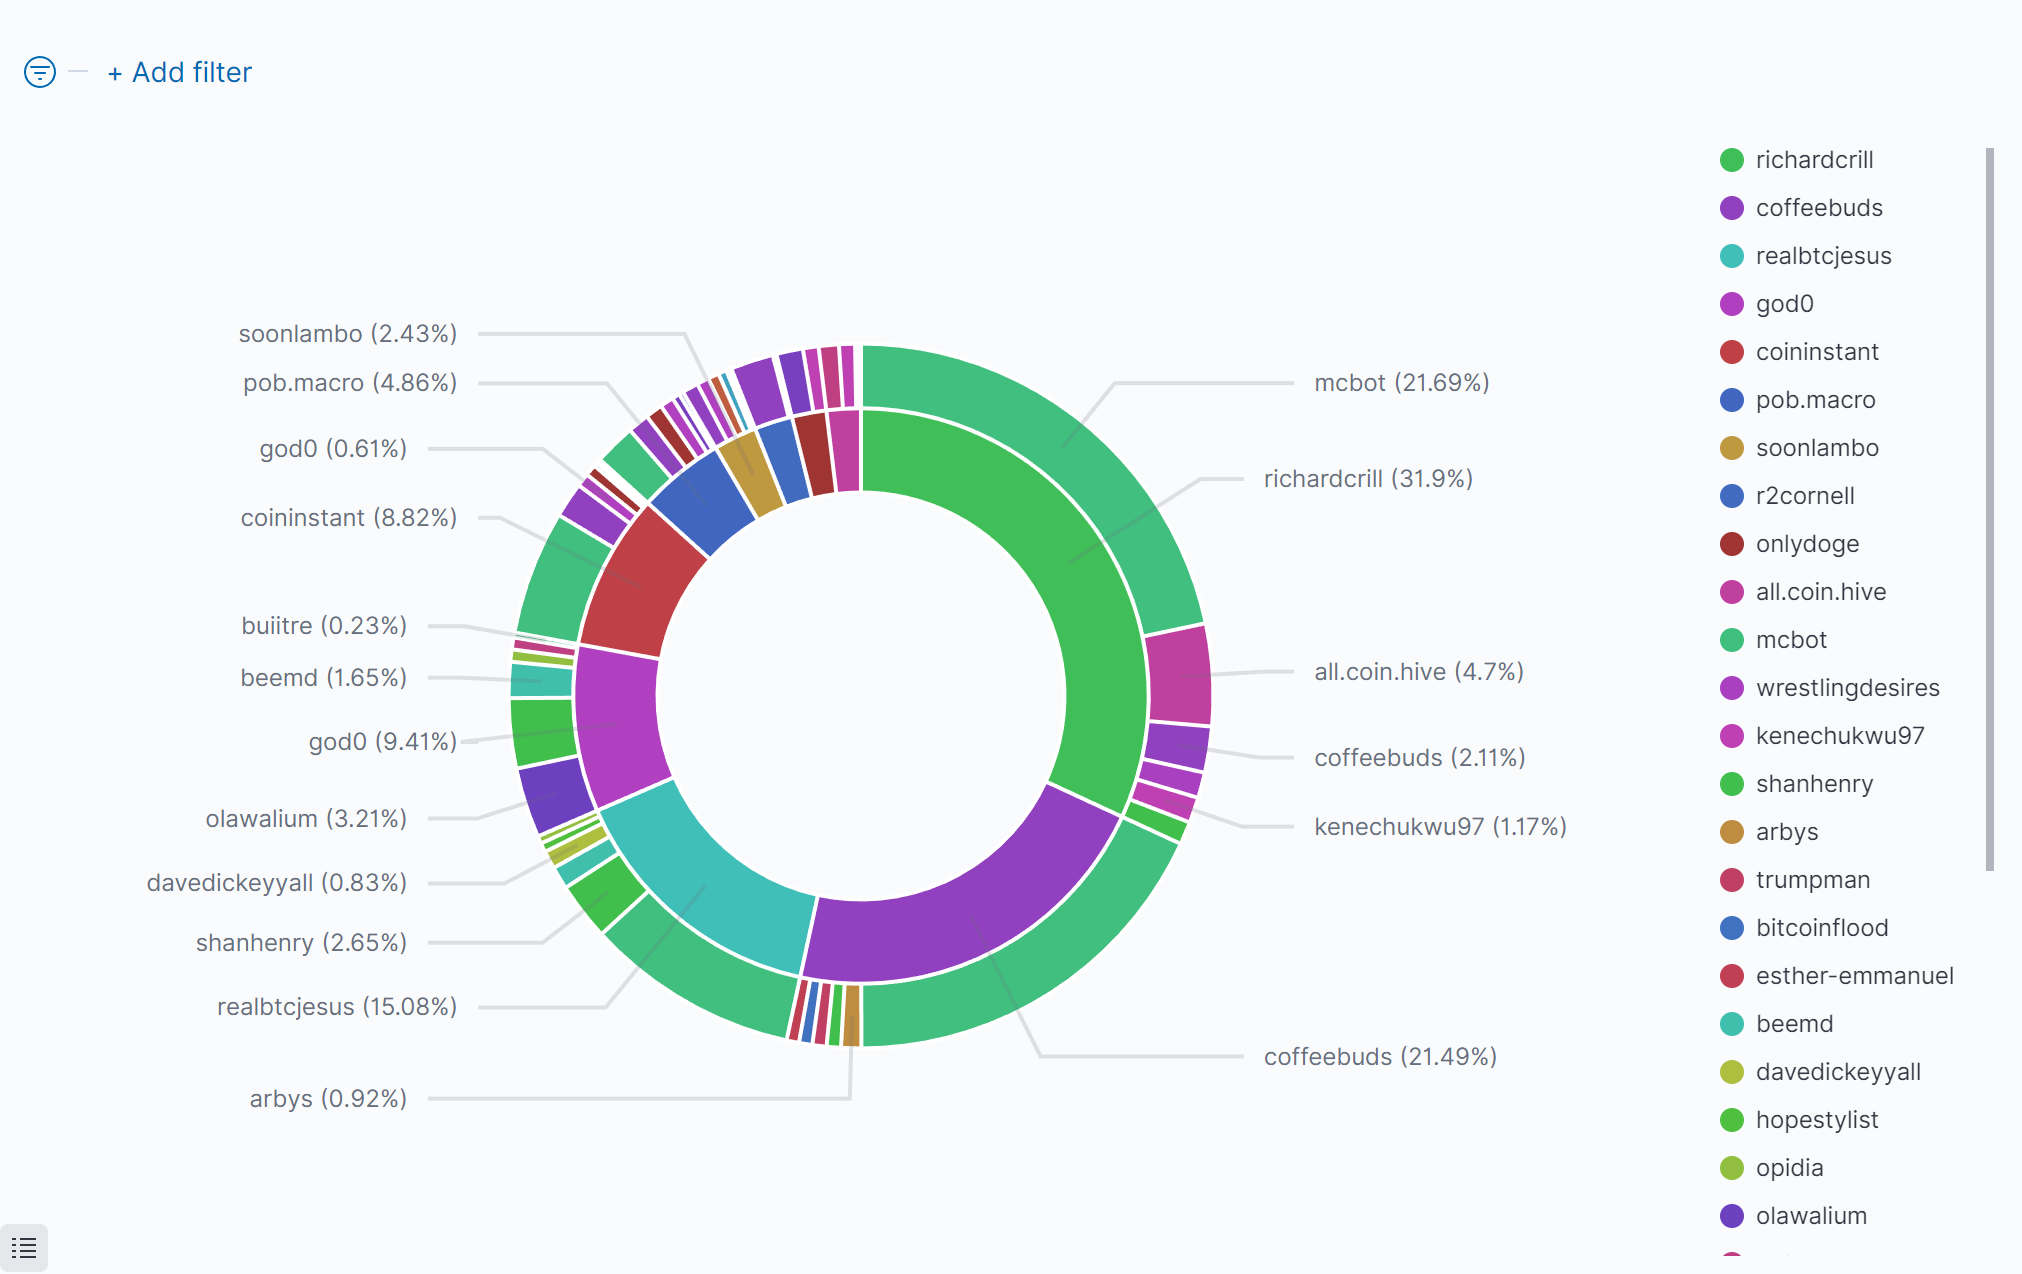 + Add filter
soonlambo (2.43%)
pob.macro (4.86%)
god0 (0.61%)
coininstant (8.82%)
buiitre (0.23%)
beemd (1.65%)
god0 (9.41%)
olawalium (3.21%)
davedickeyyall (0.83%)
shanhenry (2.65%)
realbtcjesus (15.08%)
arbys (0.92%)
mcbot (21.69%)
richardcrill (31.9%)
all.coin.hive (4.7%)
coffeebuds (2.11%)
kenechukwu97 (1.17%)
coffeebuds (21.49%)
richardcrill
coffeebuds
realbtcjesus
god0
coininstant
pob.macro
soonlambo
r2cornell
onlydoge
all.coin.hive
mcbot
wrestlingdesires
kenechukwu97
shanhenry
arbys
trumpman
bitcoinflood
esther-emmanuel
beemd
davedickeyyall
hopestylist
opidia
olawalium